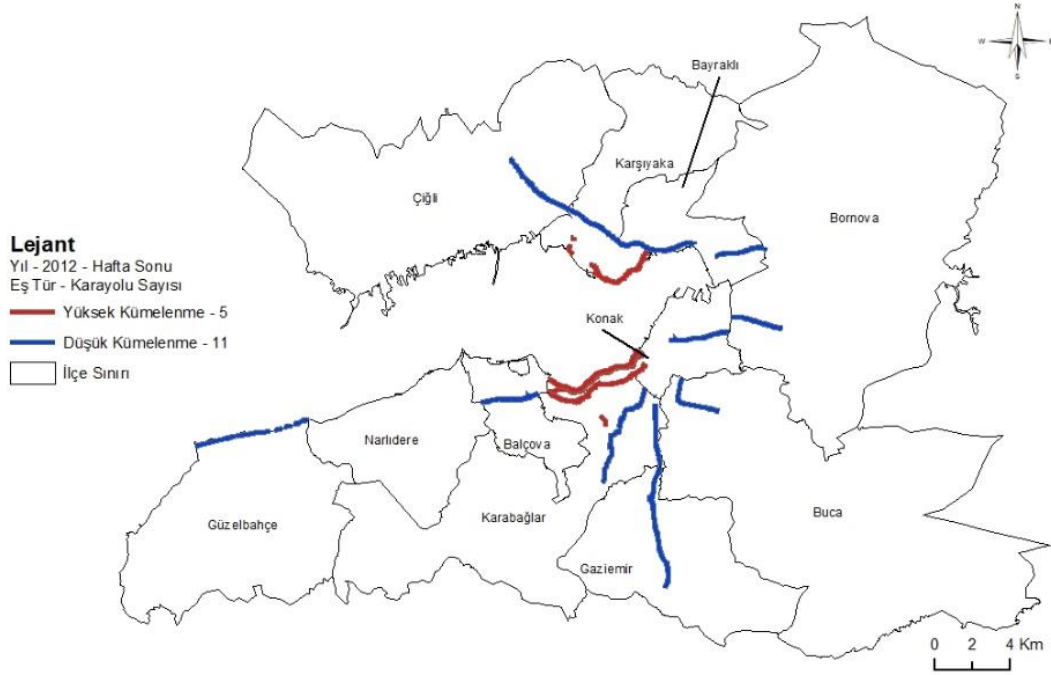 N
W
E
S
Bayraklı
Karşıyaka
Çiğli
Bornova
Lejant
Yıl - 2012 - Hafta Sonu
Eş Tür - Karayolu Sayısı
Yüksek Kümelenme - 5
Düşük Kümelenme - 11
İlçe Sınırı
Konak
Narlıdere
Balçova
Güzelbahçe
Karabağlar
Buca
Gaziemir
0 2 4 Km